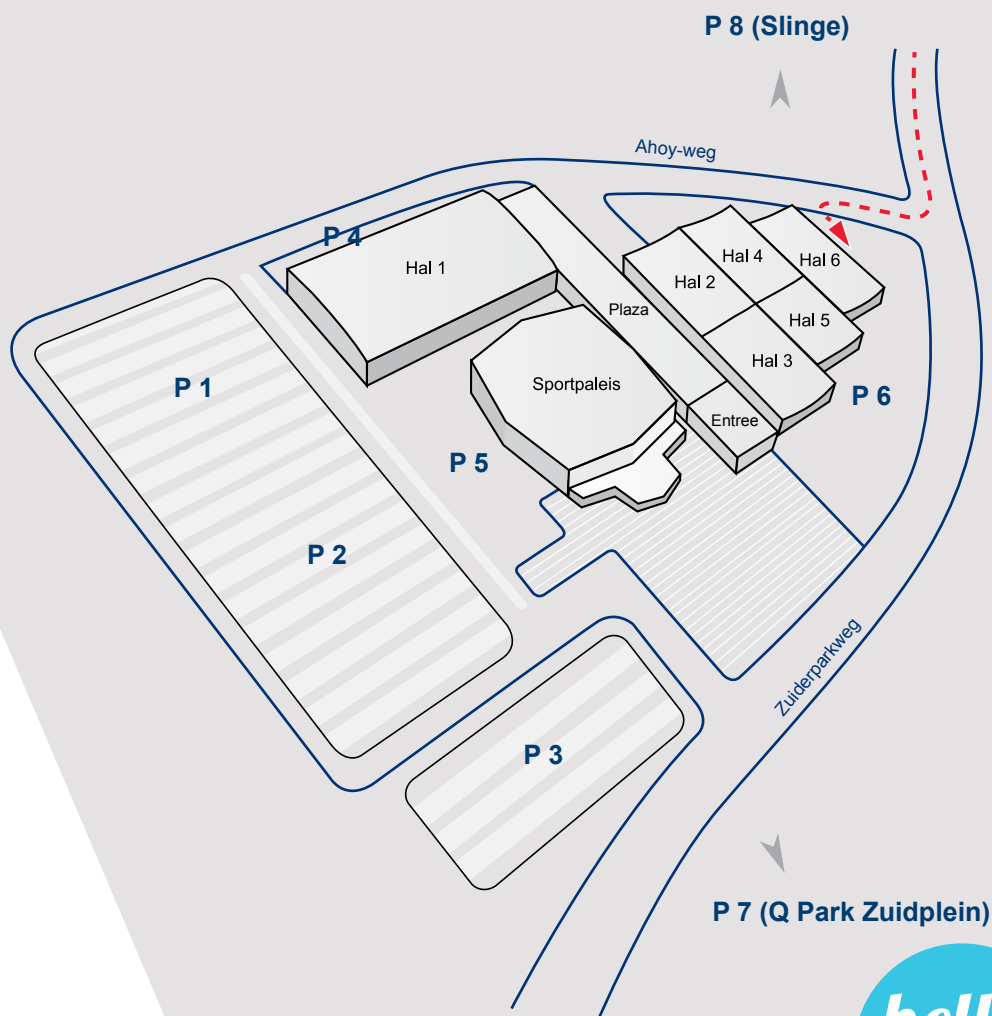 P 8 (Slinge)
Ahoy-weg
P 4
Hal 1
Hal 4
Hal 6
Hal 2
Plaza
Hal 5
Hal 3
Sportpaleis
P 1
P 6
Entree
P 5
P 2
Zuiderparkweg
P 3
P 7 (Q Park Zuidplein)